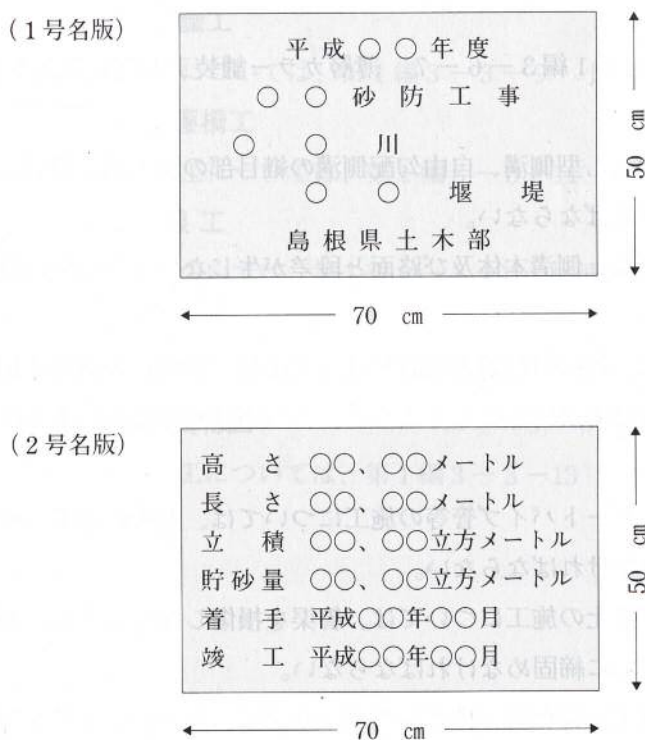 (1号名版)
平成○○年度
○○砂防工事
○○川
○○堰堤
島根県土木部
50 cm
70 cm
(2号名版)
高さ ○○、○○メートル
長さ ○○、○○メートル
立積 ○○、○○立方メートル
貯砂量 ○○、○○立方メートル
着手 平成○○年○○月
竣工 平成○○年○○月
50 cm
70 cm